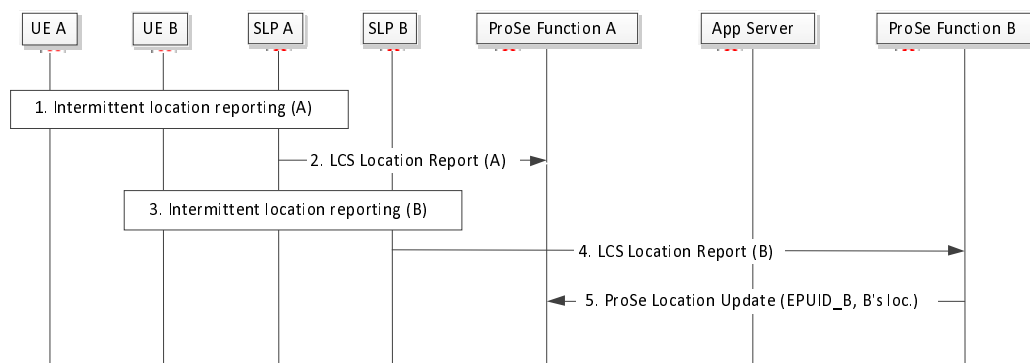 UE A
UE B
SLP A
SLP B
ProSe Function A
App Server
ProSe Function B
1. Intermittent location reporting (A)
2. LCS Location Report (A)
3. Intermittent location reporting (B)
4. LCS Location Report (B)
5. ProSe Location Update (EPUID_B, B's loc.)